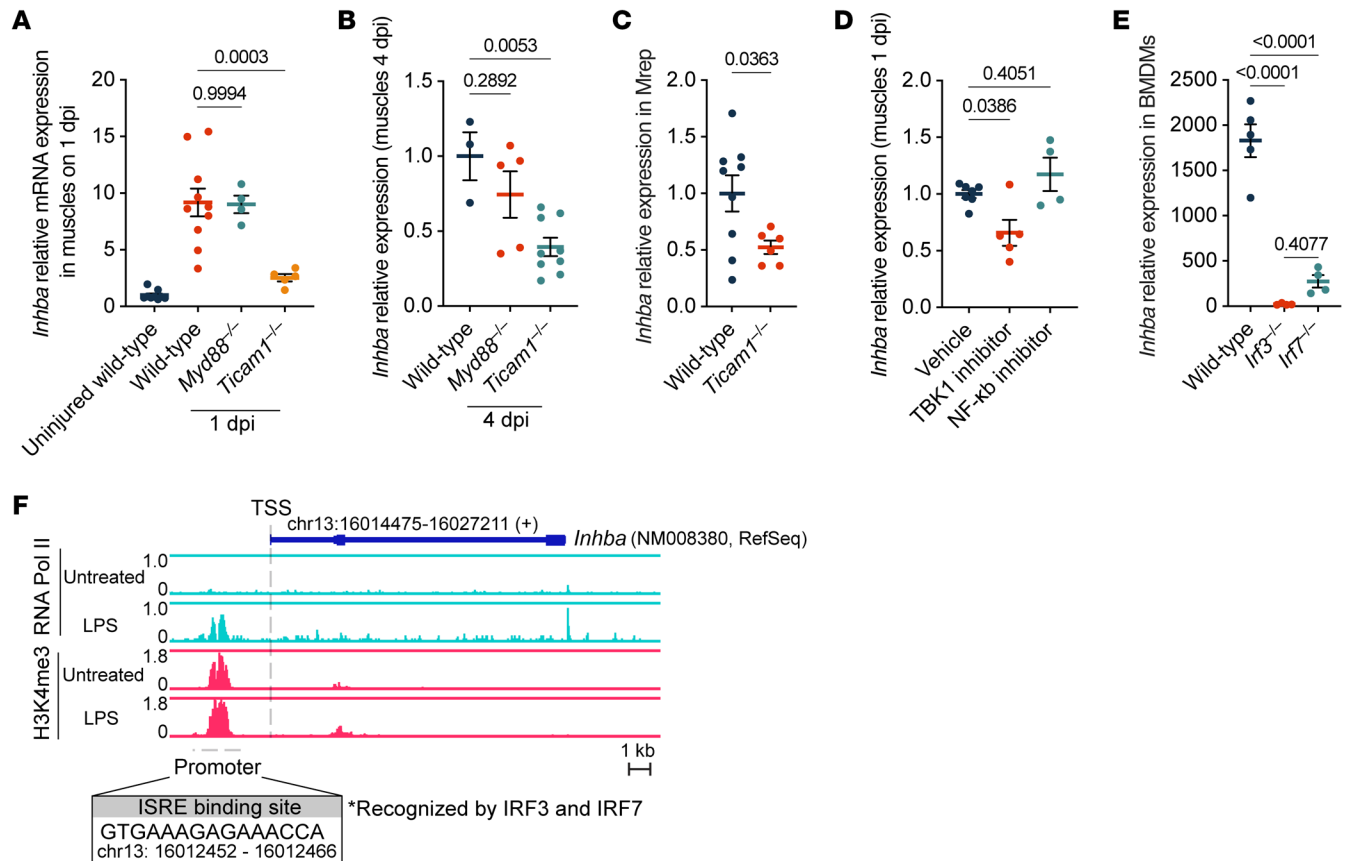 A
Inhba relative mRNA expression
in muscles on 1 dpi
0.0003
0.9994
20
15
10
5
0
Uninjured wild-type
Wild-type
Myd88–/–
Ticam1–/–
1 dpi
B
Inhba relative expression (muscles 4 dpi)
0.0053
0.2892
1.5
1.0
0.5
0.0
Wild-type
Myd88–/–
Ticam1–/–
4 dpi
C
Inhba relative expression in Mrep
0.0363
2.0
1.5
1.0
0.5
0.0
Wild-type
Ticam1–/–
D
Inhba relative expression (muscles 1 dpi)
0.4051
0.0386
2.0
1.5
1.0
0.5
0.0
Vehicle
TBK1 inhibitor
NF-κb inhibitor
E
Inhba relative expression in BMDMs
<0.0001
<0.0001
0.4077
2500
2000
1500
1000
500
0
Wild-type
Irf3–/–
Irf7–/–
F
TSS
chr13:16014475-16027211 (+)
Inhba (NM008380, RefSeq)
RNA Pol II
Untreated
1.0
0
LPS
1.0
0
H3K4me3
Untreated
1.8
0
LPS
1.8
0
1 kb
Promoter
ISRE binding site
*Recognized by IRF3 and IRF7
GTGAAAGAGAAACCA
chr13: 16012452 - 16012466